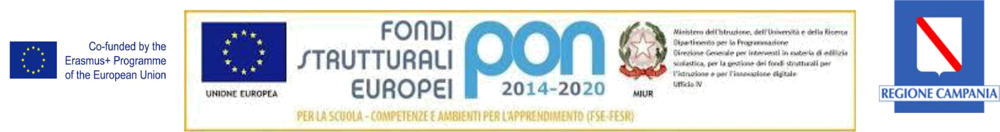 Co-funded by the
Erasmus+ Programme
of the European Union
UNIONE EUROPEA
FONDI
STRUTTURALI
EUROPEI
pon
2014-2020
MIUR
Ministero dell'Istruzione, dell'Università e della Ricerca
Dipartimento per la Programmazione
Direzione Generale per interventi in materia di edilizia
scolastica, per la gestione dei fondi strutturali per
l'istruzione e per l'innovazione digitale
Ufficio IV
PER LA SCUOLA - COMPETENZE E AMBIENTI PER L'APPRENDIMENTO (FSE-FESR)
REGIONE CAMPANIA